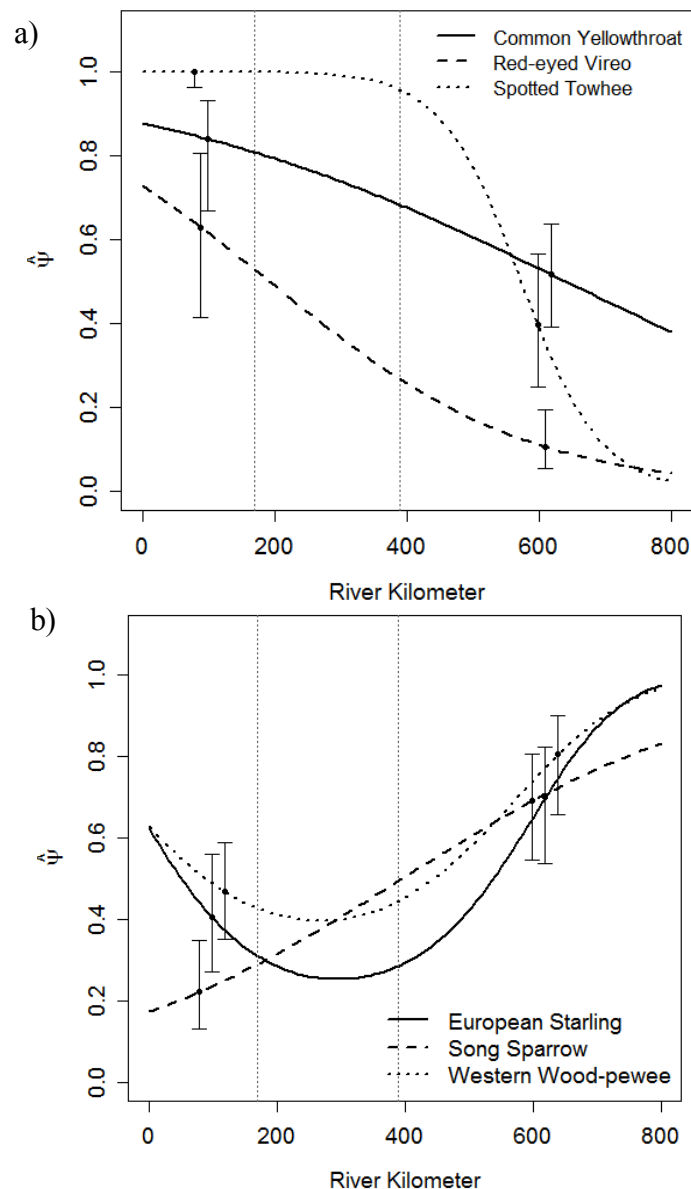 a)
Common Yellowthroat
Red-eyed Vireo
Spotted Towhee
1.0
0.8
0.6
0.4
0.2
0.0
ψ̂
0 200 400 600 800
River Kilometer
b)
1.0
0.8
0.6
0.4
0.2
0.0
ψ̂
European Starling
Song Sparrow
Western Wood-pewee
0 200 400 600 800
River Kilometer